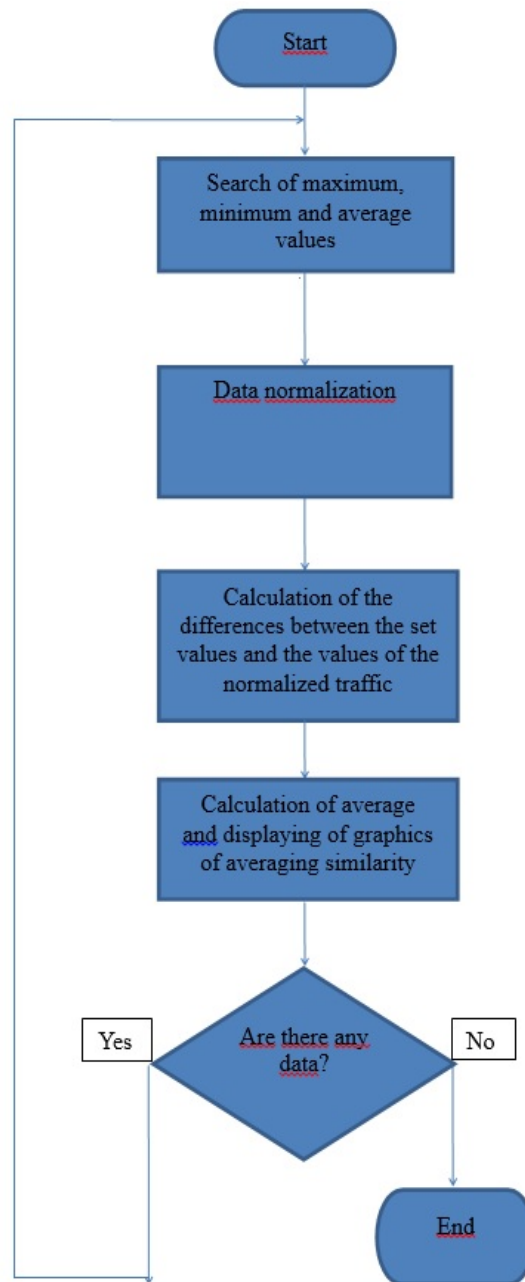 Start
Search of maximum,
minimum and average
values
Data normalization
Calculation of the
differences between the set
values and the values of the
normalized traffic
Calculation of average
and displaying of graphics
of averaging similarity
Yes
Are there any
data?
No
End